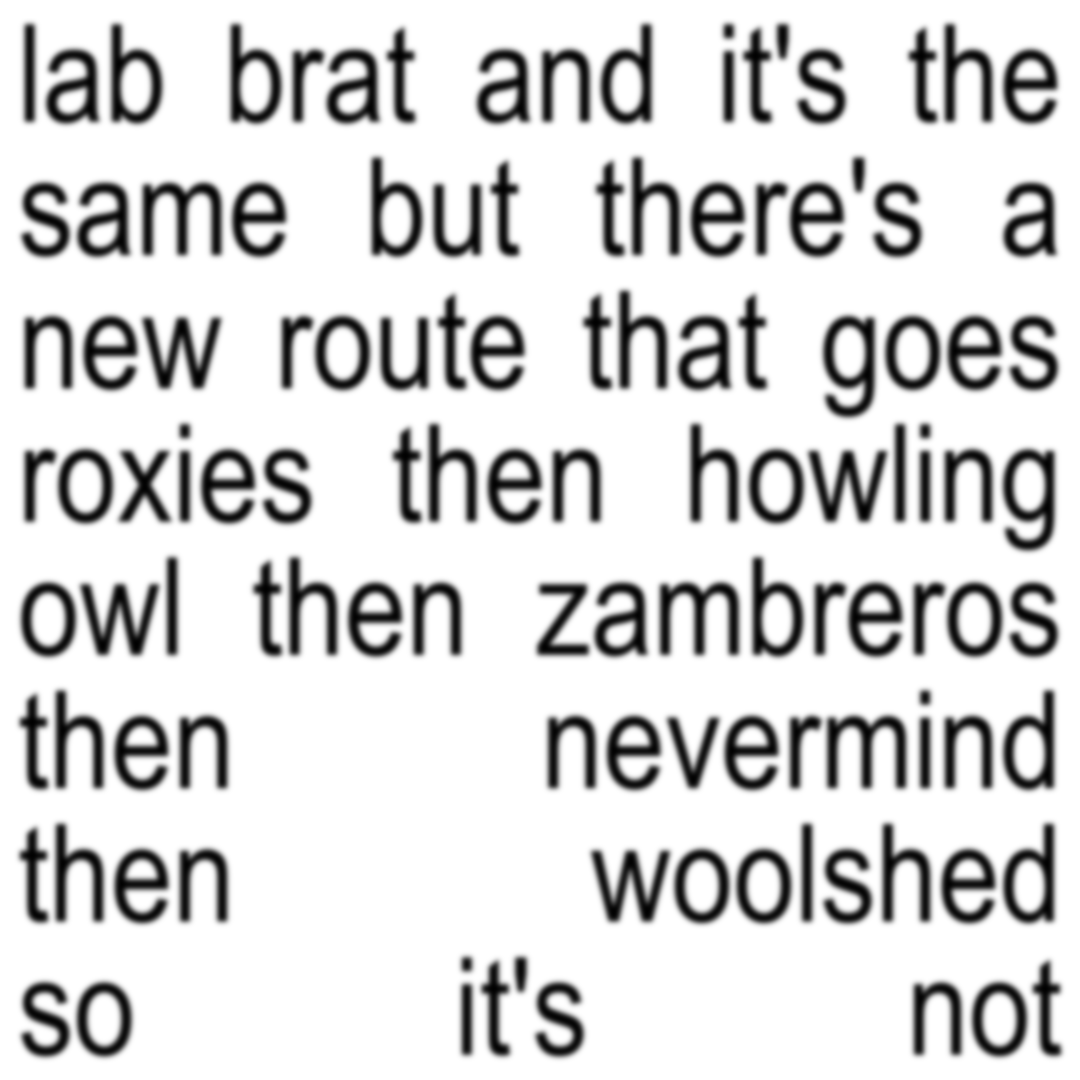 lab brat and it's the
same but there's a
new route that goes
roxies then howling
owl then zambreros
then nevermind
then woolshed
so it's not